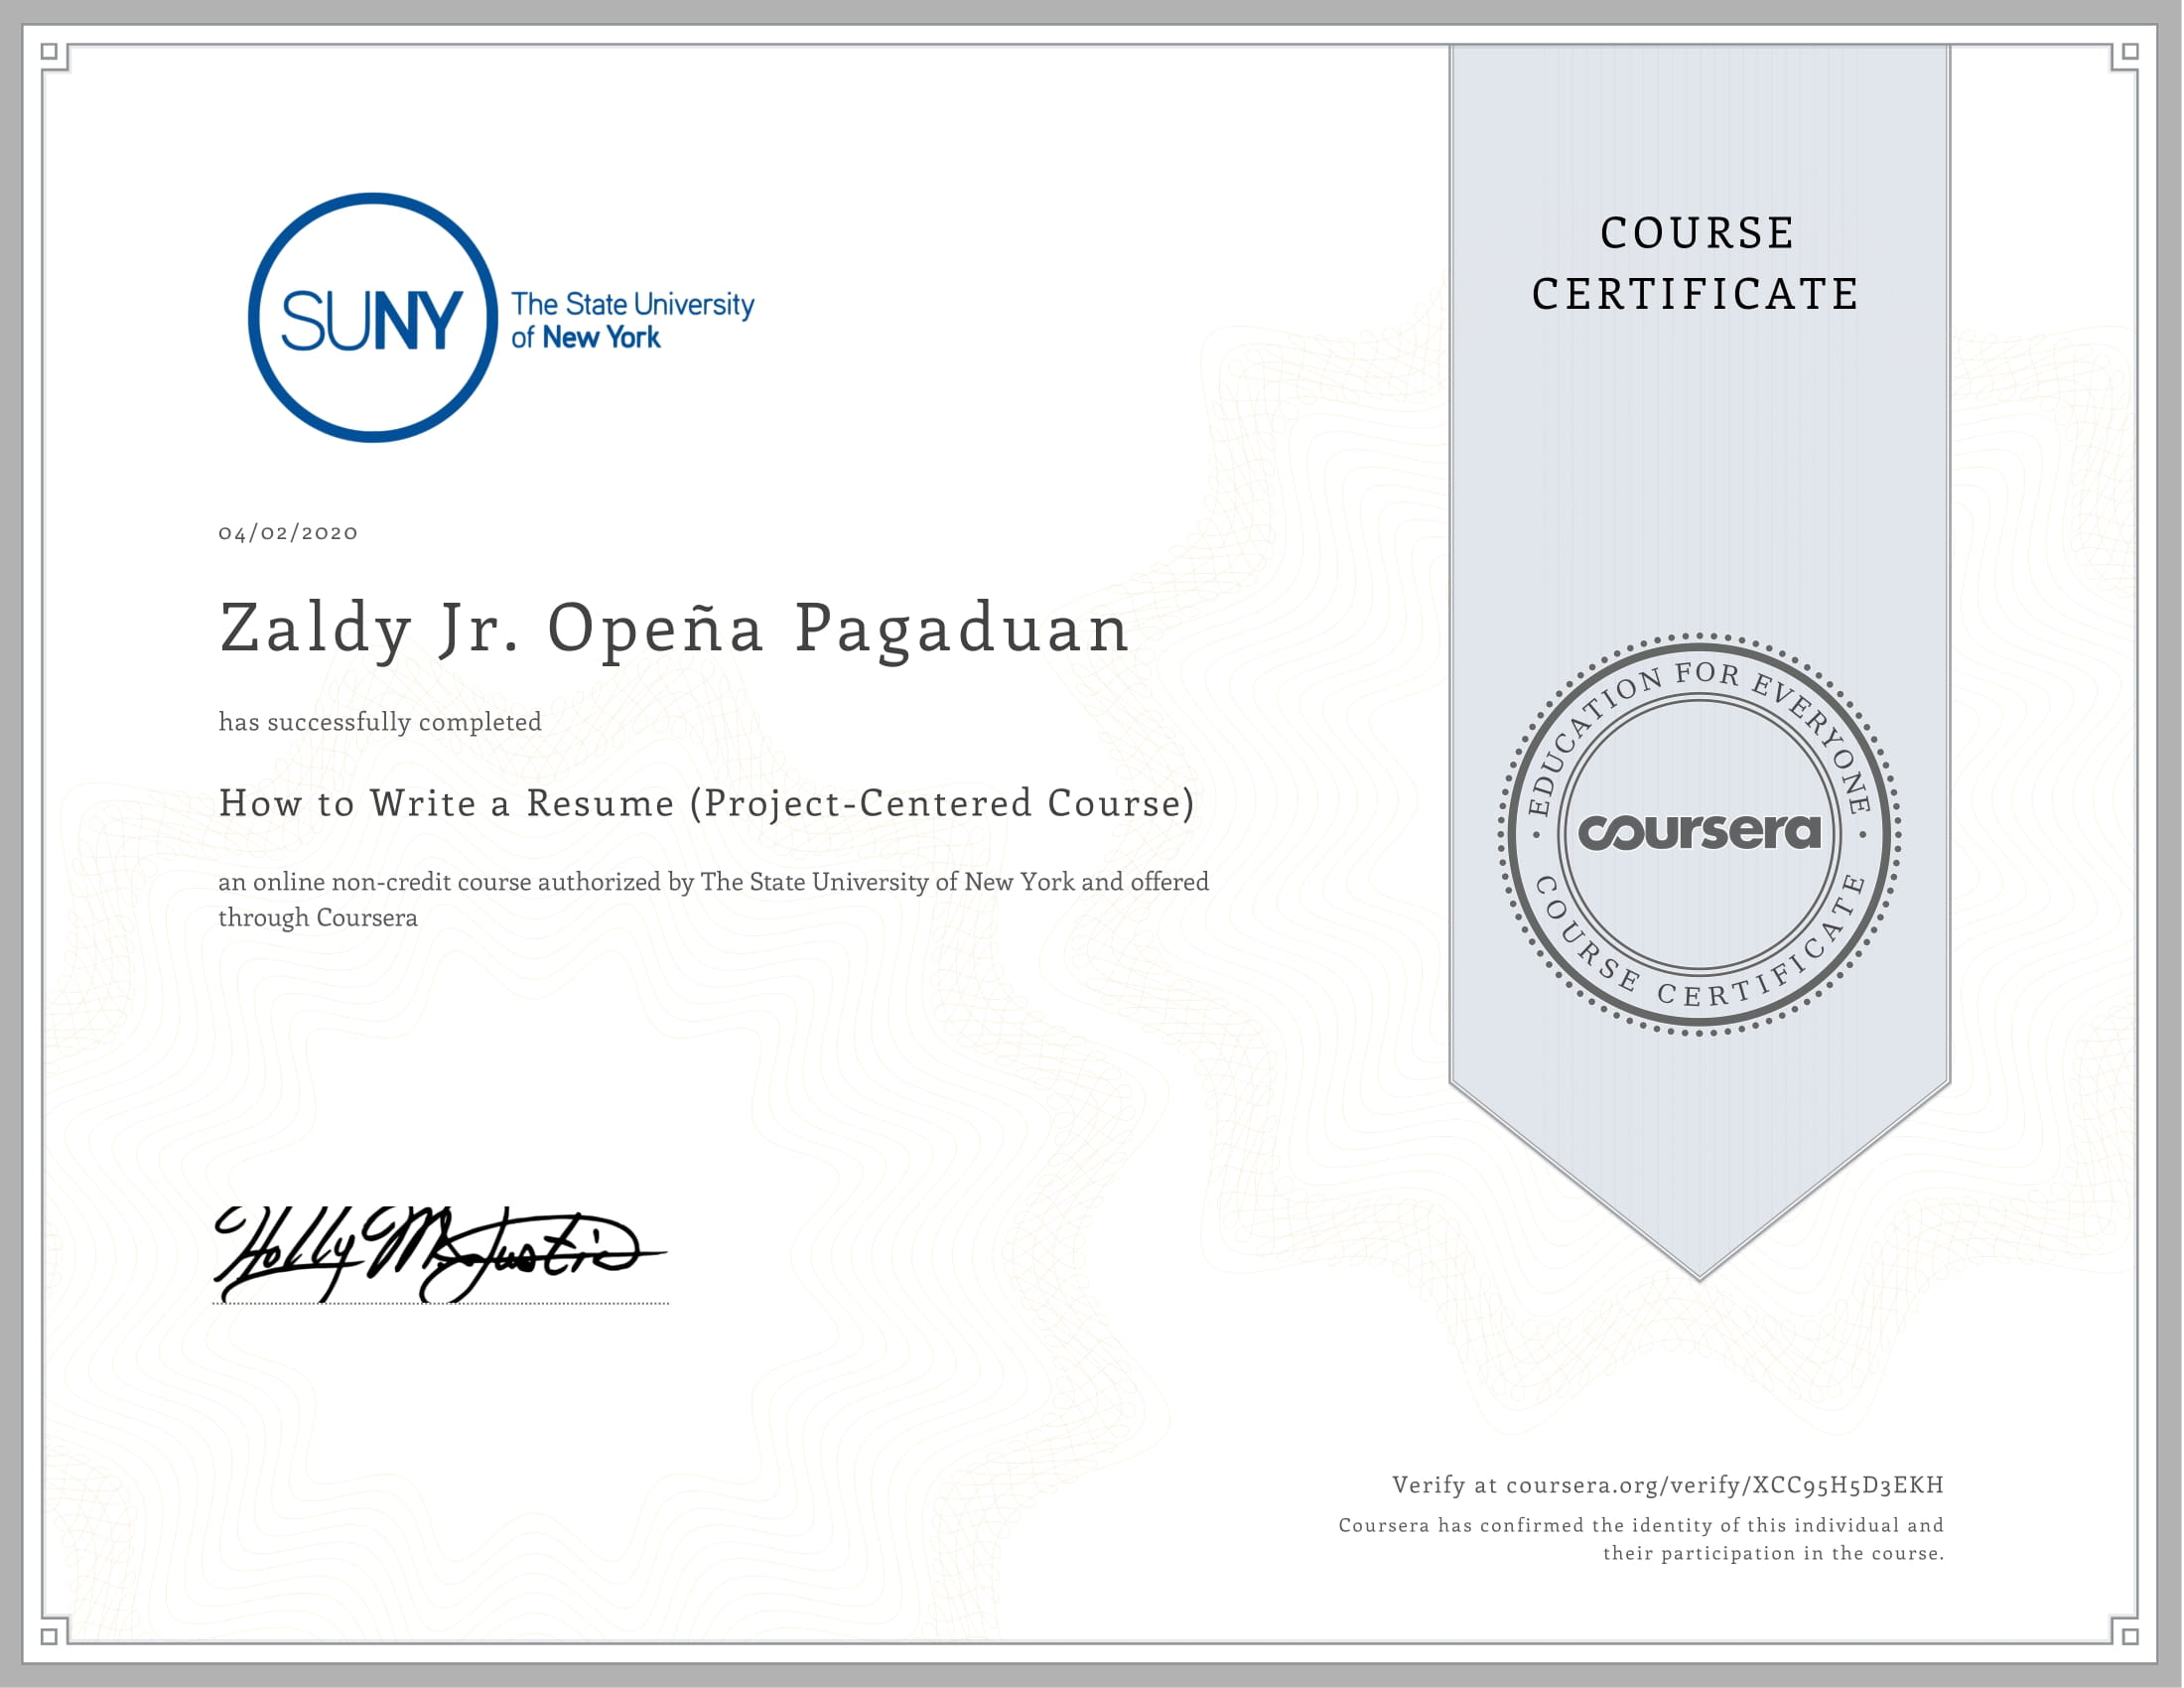 SUNY
The State University
of New York
COURSE
CERTIFICATE
04/02/2020
Zaldy Jr. Opeña Pagaduan
has successfully completed
How to Write a Resume (Project-Centered Course)
an online non-credit course authorized by The State University of New York and offered
through Coursera
EDUCATION FOR EVERYONE
coursera
COURSE CERTIFICATE
Holly M Justice
Verify at coursera.org/verify/XCC95H5D3EKH
Coursera has confirmed the identity of this individual and
their participation in the course.